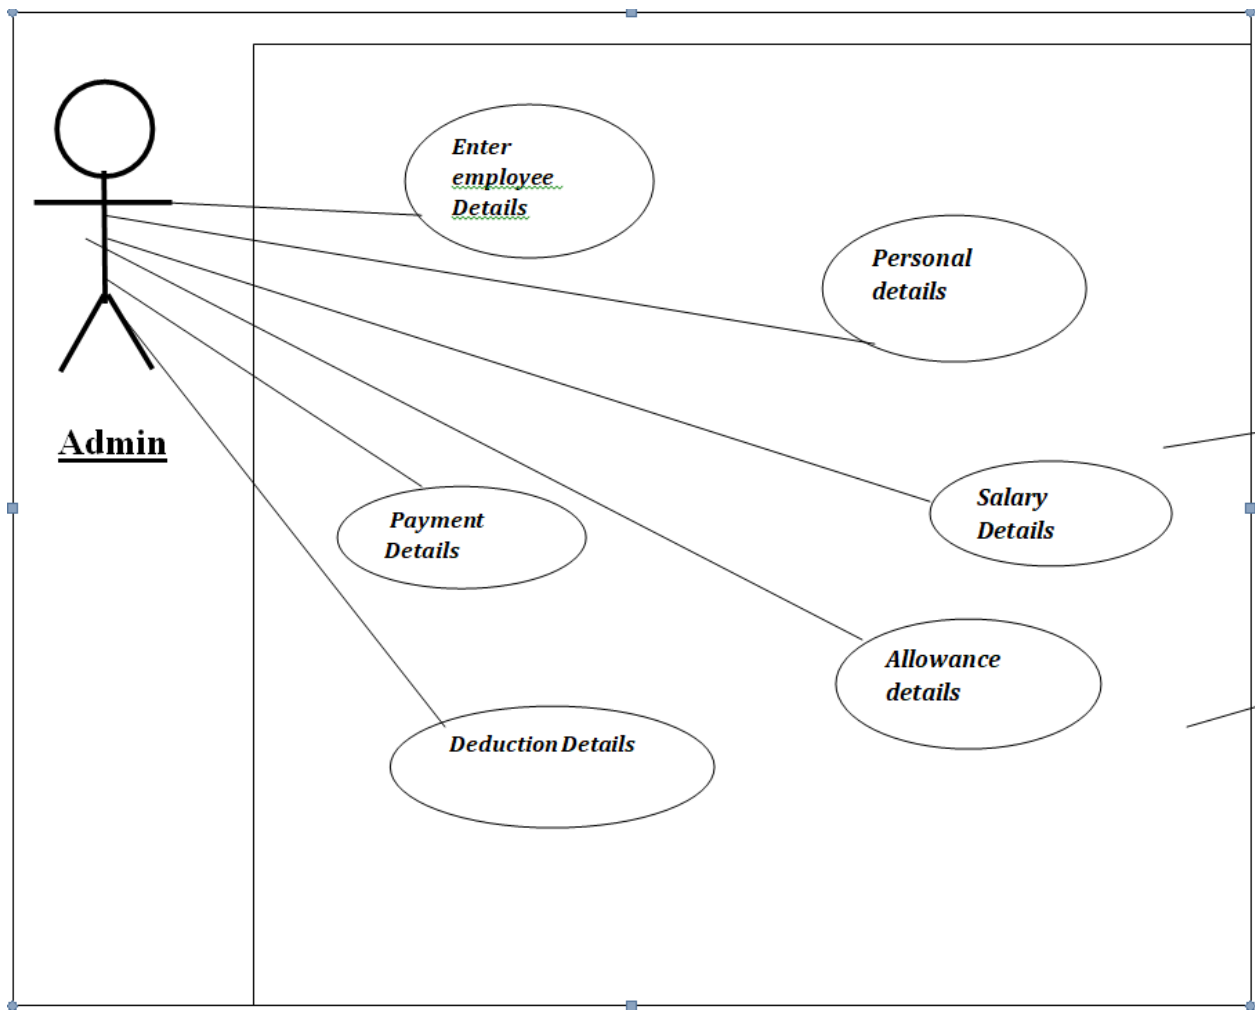 Enter
employee
Details
Personal
details
Admin
Salary
Details
Payment
Details
Allowance
details
Deduction Details